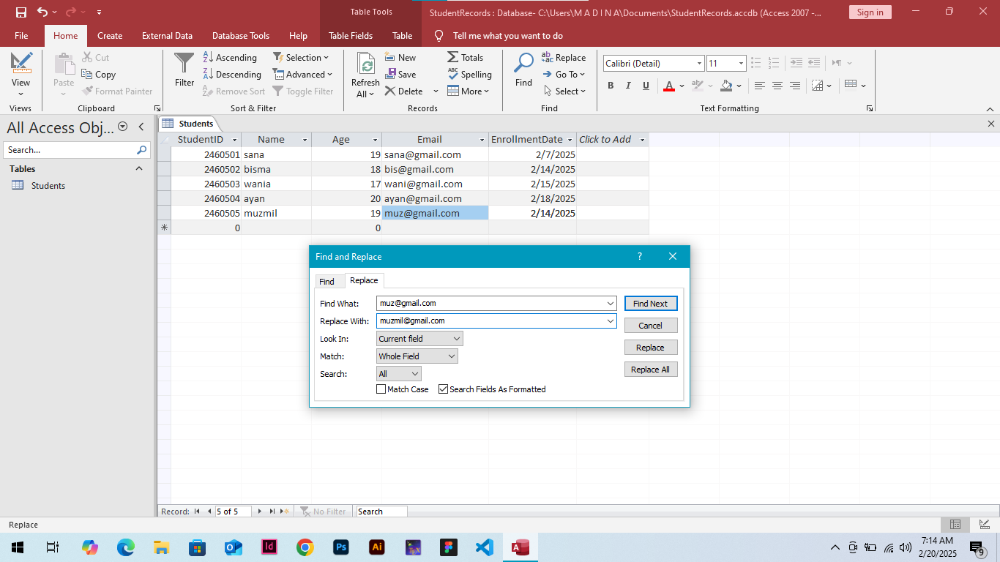 Table Tools
StudentRecords : Database- C:\Users\M A D I N A\Documents\StudentRecords.accdb (Access 2007 -...
Sign in
File Home Create External Data Database Tools Help Table Fields Table Tell me what you want to do
View
Views
Paste
Cut
Copy
Format Painter
Clipboard
Filter
Ascending
Descending
Remove Sort
Selection
Advanced
Toggle Filter
Sort & Filter
Refresh
All
New
Save
Delete
Totals
Spelling
More
Records
Find
Replace
Go To
Select
Find
Calibri (Detail) 11
B I U A
Text Formatting
All Access Obj...
Search...
Tables
Students
Students
StudentID Name Age Email EnrollmentDate Click to Add
2460501 sana 19 sana@gmail.com 2/7/2025
2460502 bisma 18 bis@gmail.com 2/14/2025
2460503 wania 17 wani@gmail.com 2/15/2025
2460504 ayan 20 ayan@gmail.com 2/18/2025
2460505 muzmil 19 muz@gmail.com 2/14/2025
0 0
Find and Replace ?
Find Replace
Find What: muz@gmail.com Find Next
Replace With: muzmil@gmail.com
Cancel
Look In: Current field
Replace
Match: Whole Field
Replace All
Search: All
Match Case Search Fields As Formatted
Record: 5 of 5 No Filter Search
Replace
Id Ps Ai TEX A
7:14 AM
2/20/2025
9